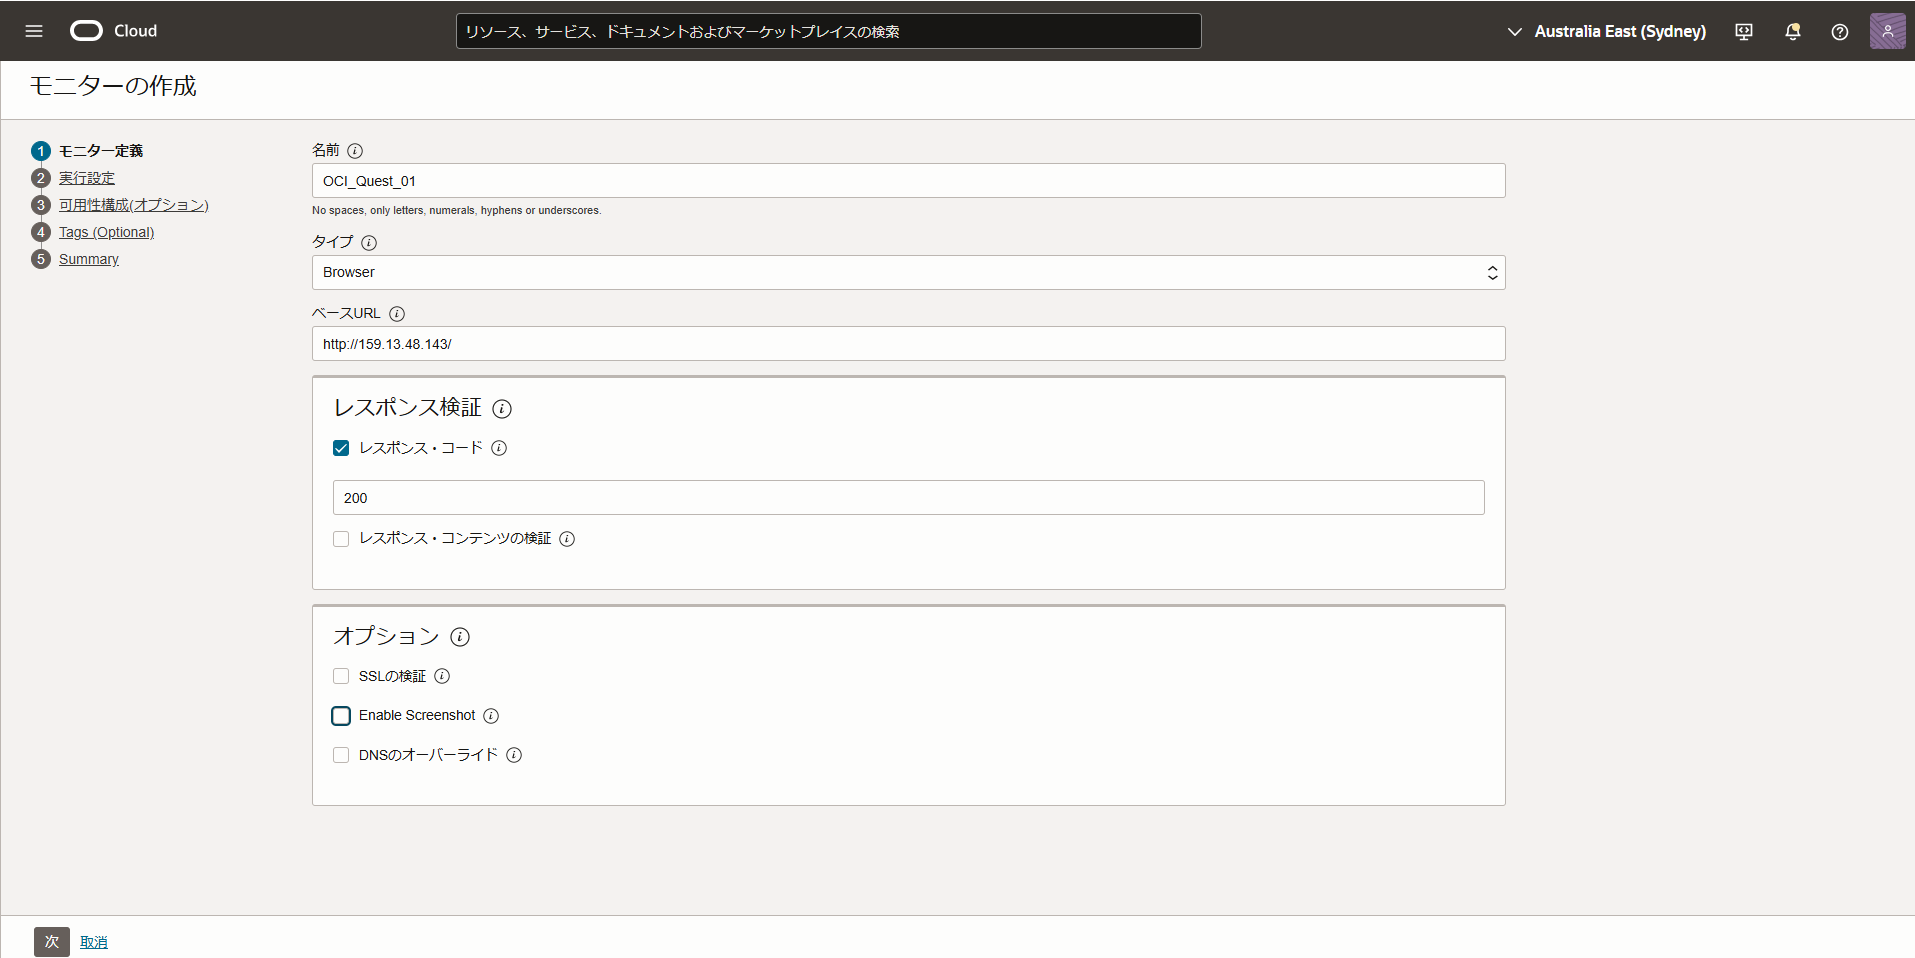 Cloud
リソース、サービス、ドキュメントおよびマーケットプレイスの検索
Australia East (Sydney)
モニターの作成
1 モニター定義
2 実行設定
3 可用性構成(オプション)
4 Tags (Optional)
5 Summary
名前
OCI_Quest_01
No spaces, only letters, numerals, hyphens or underscores.
タイプ
Browser
ベースURL
http://159.13.48.143/
レスポンス検証
レスポンス・コード
200
レスポンス・コンテンツの検証
オプション
SSLの検証
Enable Screenshot
DNSのオーバーライド
次 取消